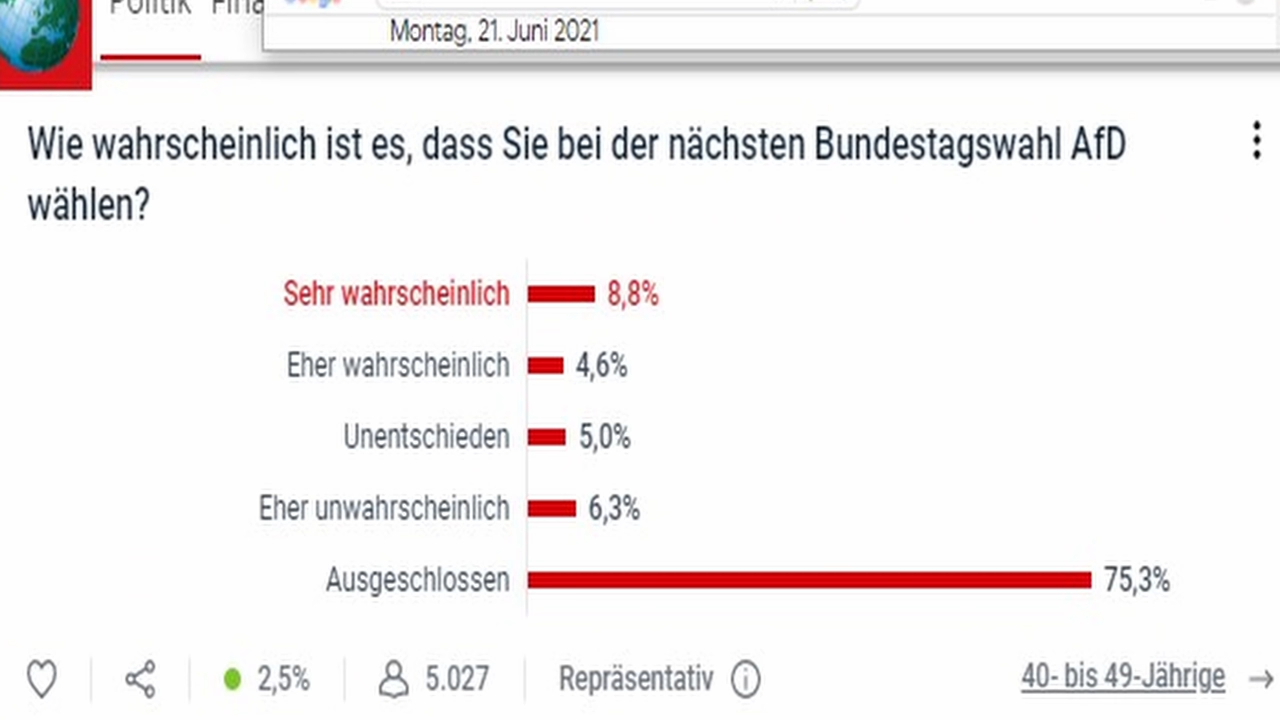 Politik
Montag, 21. Juni 2021
Wie wahrscheinlich ist es, dass Sie bei der nächsten Bundestagswahl AfD
wählen?
Sehr wahrscheinlich 8,8%
Eher wahrscheinlich 4,6%
Unentschieden 5,0%
Eher unwahrscheinlich 6,3%
Ausgeschlossen 75,3%
2,5% 5.027 Repräsentativ 40- bis 49-Jährige →